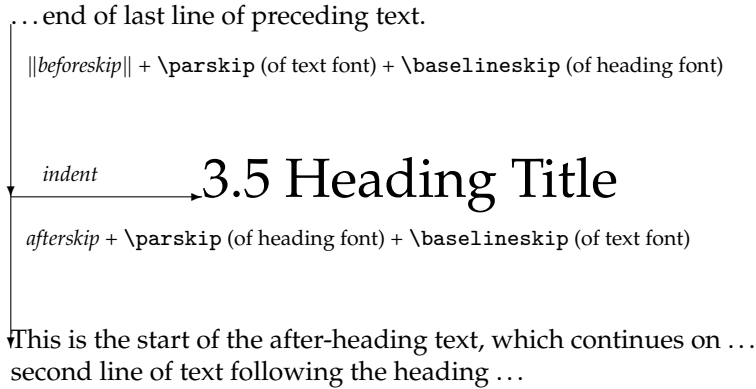 ... end of last line of preceding text.
||beforeskip|| + \parskip (of text font) + \baselineskip (of heading font)
indent
3.5 Heading Title
afterskip + \parskip (of heading font) + \baselineskip (of text font)
This is the start of the after-heading text, which continues on ...
second line of text following the heading ...